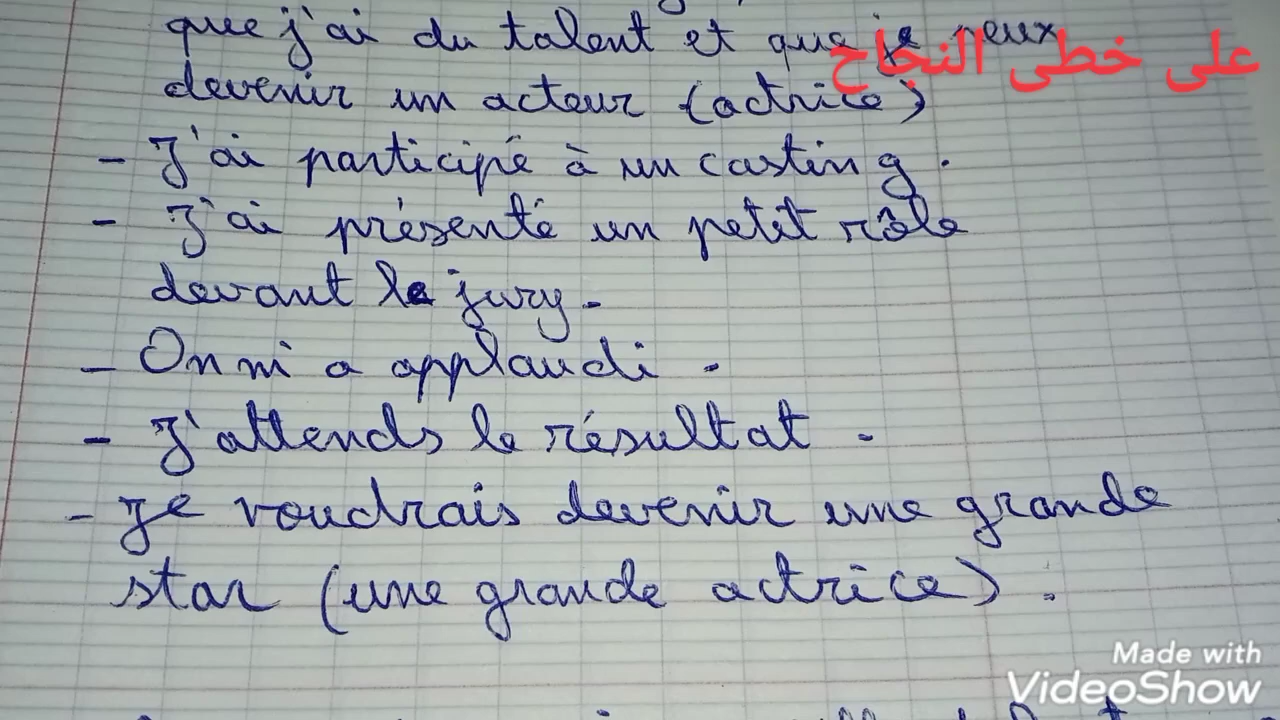 que j'ai du talent et que je peux
على خطى النجاح
devenir un acteur (actrice)
- J'ai participé à un casting.
- J'ai présenté un petit rôle
devant le jury.
- On m'a applaudi.
- J'attends le résultat.
- Je voudrais devenir une grande
star (une grande actrice).
Made with
VideoShow